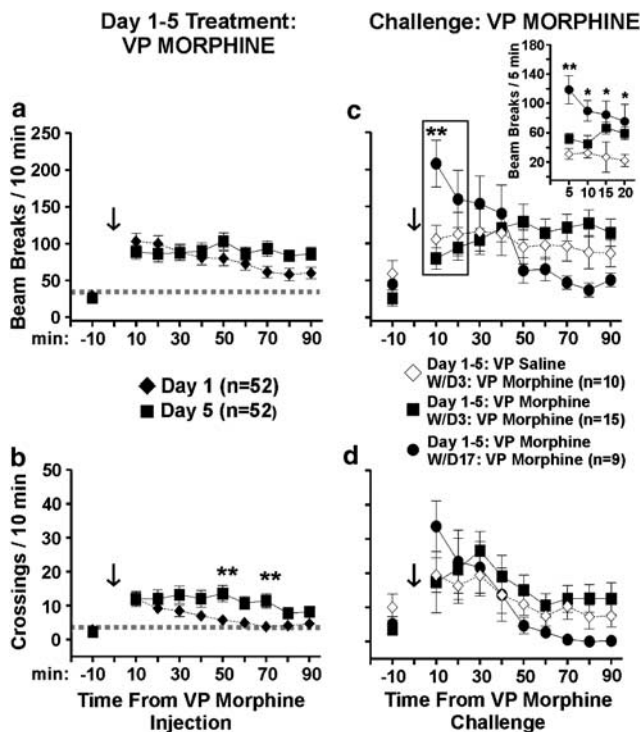 Day 1-5 Treatment:
VP MORPHINE
Challenge: VP MORPHINE
a
Beam Breaks / 10 min
250
200
150
100
50
0
min: -10 10 30 50 70 90
c
**
Beam Breaks / 5 min
180
140
100
60
20
** * * *
5 10 15 20
-10 10 30 50 70 90
Day 1 (n=52)
Day 5 (n=52)
Day 1-5: VP Saline
W/D3: VP Morphine (n=10)
Day 1-5: VP Morphine
W/D3: VP Morphine (n=15)
Day 1-5: VP Morphine
W/D17: VP Morphine (n=9)
b
Crossings / 10 min
50
40
30
20
10
0
** **
min: -10 10 30 50 70 90
Time From VP Morphine
Injection
d
-10 10 30 50 70 90
Time From VP Morphine
Challenge